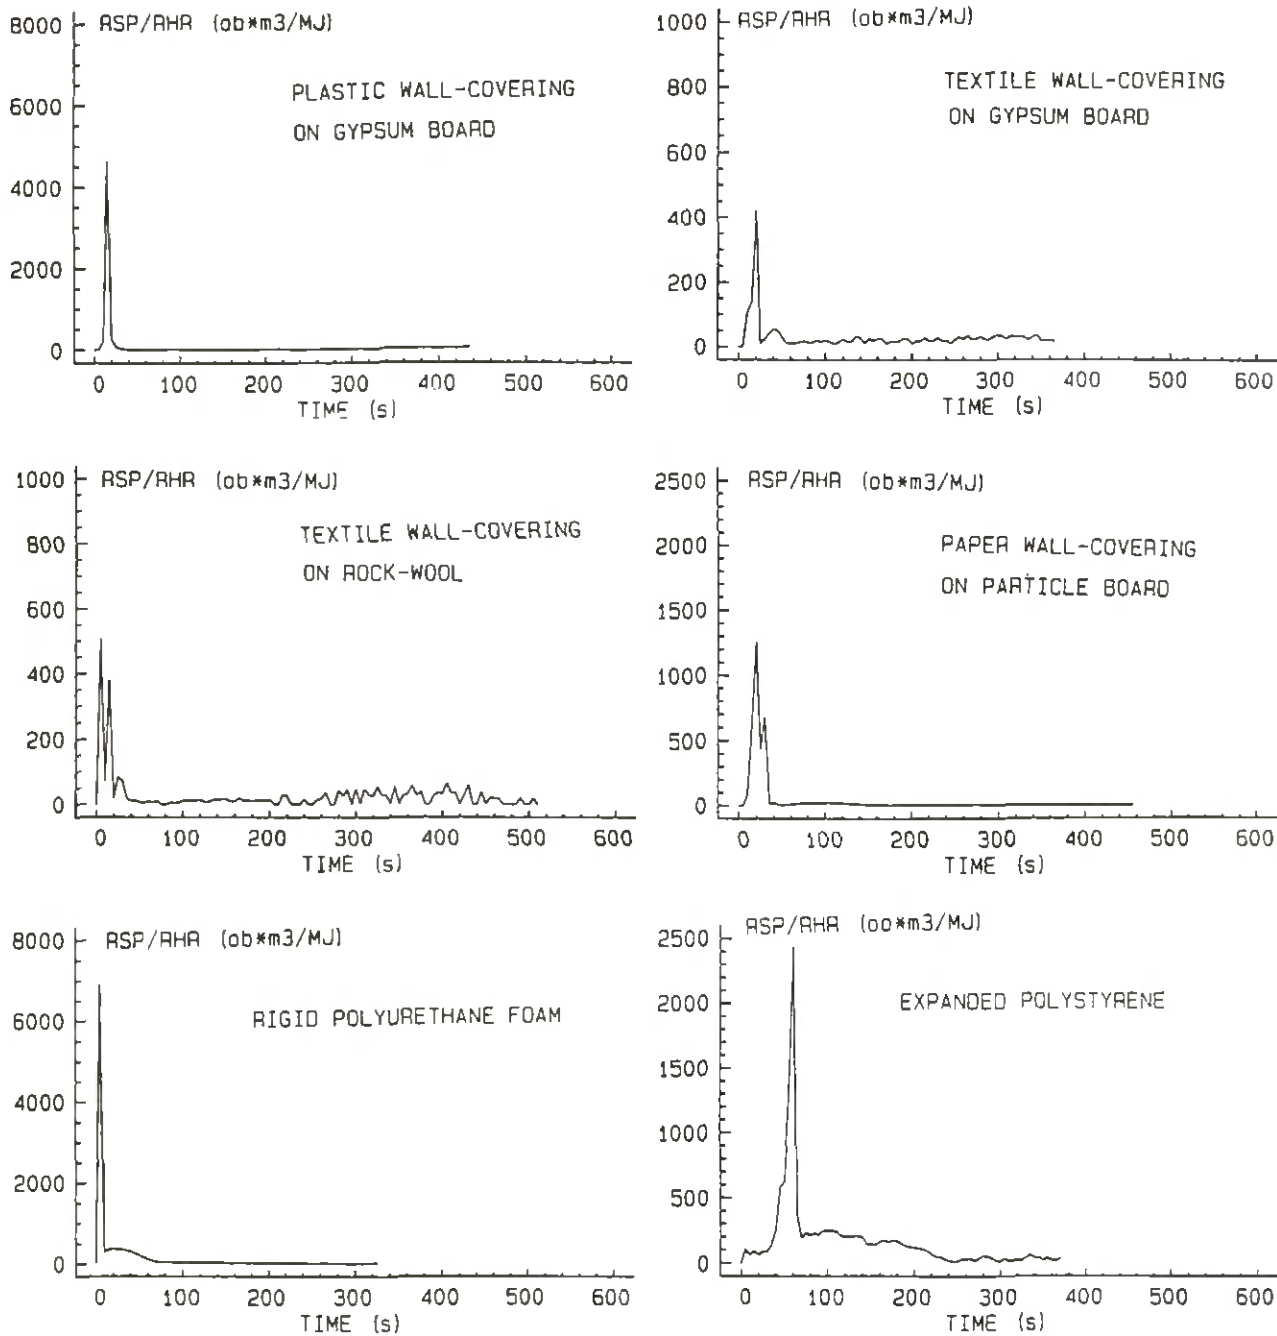 RSP/RHR (ob*m3/MJ)
8000
6000
4000
2000
0
PLASTIC WALL-COVERING
ON GYPSUM BOARD
0 100 200 300 400 500 600
TIME (s)
RSP/RHR (ob*m3/MJ)
1000
800
600
400
200
0
TEXTILE WALL-COVERING
ON GYPSUM BOARD
0 100 200 300 400 500 600
TIME (s)
RSP/RHR (ob*m3/MJ)
1000
800
600
400
200
0
TEXTILE WALL-COVERING
ON ROCK-WOOL
0 100 200 300 400 500 600
TIME (s)
RSP/RHR (ob*m3/MJ)
2500
2000
1500
1000
500
0
PAPER WALL-COVERING
ON PARTICLE BOARD
0 100 200 300 400 500 600
TIME (s)
RSP/RHR (ob*m3/MJ)
8000
6000
4000
2000
0
RIGID POLYURETHANE FOAM
0 100 200 300 400 500 600
TIME (s)
RSP/RHR (ob*m3/MJ)
2500
2000
1500
1000
500
0
EXPANDED POLYSTYRENE
0 100 200 300 400 500 600
TIME (s)